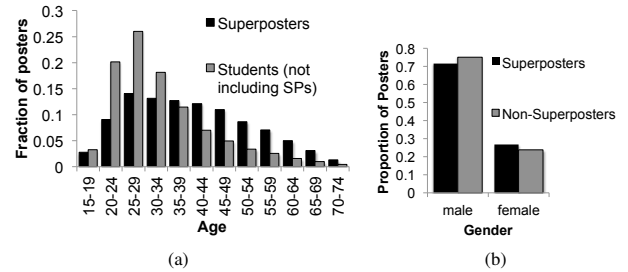 0.3
0.25
0.2
0.15
0.1
0.05
0
Fraction of posters
Superposters
Students (not
including SPs)
15-19
20-24
25-29
30-34
35-39
40-44
45-49
50-54
55-59
60-64
65-69
70-74
Age
(a)
0.8
0.7
0.6
0.5
0.4
0.3
0.2
0.1
0
Proportion of Posters
Superposters
Non-Superposters
male female
Gender
(b)